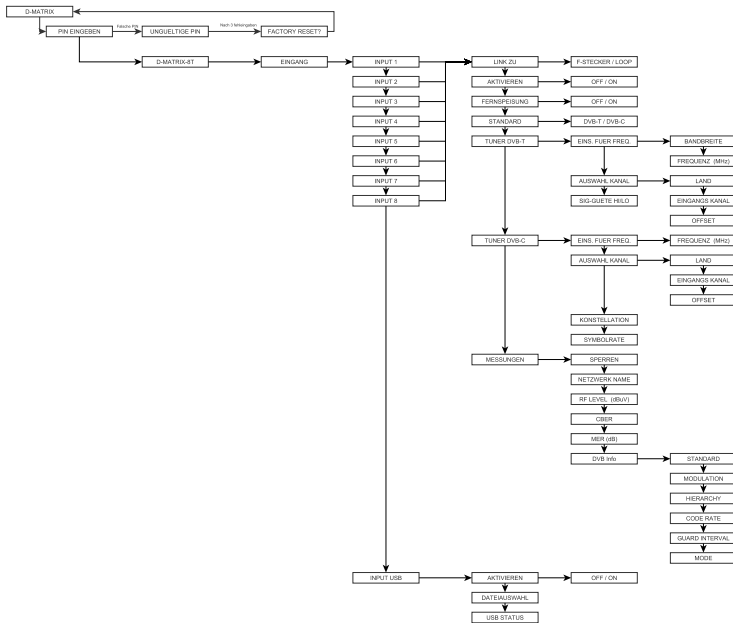 D-MATRIX
PIN EINGEBEN
Falsche PIN
UNGUELTIGE PIN
Nach 3 fehleingaben
FACTORY RESET?
D-MATRIX-8T
EINGANG
INPUT 1
INPUT 2
INPUT 3
INPUT 4
INPUT 5
INPUT 6
INPUT 7
INPUT 8
LINK ZU
F-STECKER / LOOP
AKTIVIEREN
OFF / ON
FERNSPEISUNG
OFF / ON
STANDARD
DVB-T / DVB-C
TUNER DVB-T
EINS. FUER FREQ.
BANDBREITE
FREQUENZ (MHz)
AUSWAHL KANAL
LAND
EINGANGS KANAL
OFFSET
SIG-GUETE HI/LO
TUNER DVB-C
EINS. FUER FREQ.
FREQUENZ (MHz)
AUSWAHL KANAL
LAND
EINGANGS KANAL
OFFSET
KONSTELLATION
SYMBOLRATE
MESSUNGEN
SPERREN
NETZWERK NAME
RF LEVEL (dBuV)
CBER
MER (dB)
DVB Info
STANDARD
MODULATION
HIERARCHY
CODE RATE
GUARD INTERVAL
MODE
INPUT USB
AKTIVIEREN
OFF / ON
DATEIAUSWAHL
USB STATUS